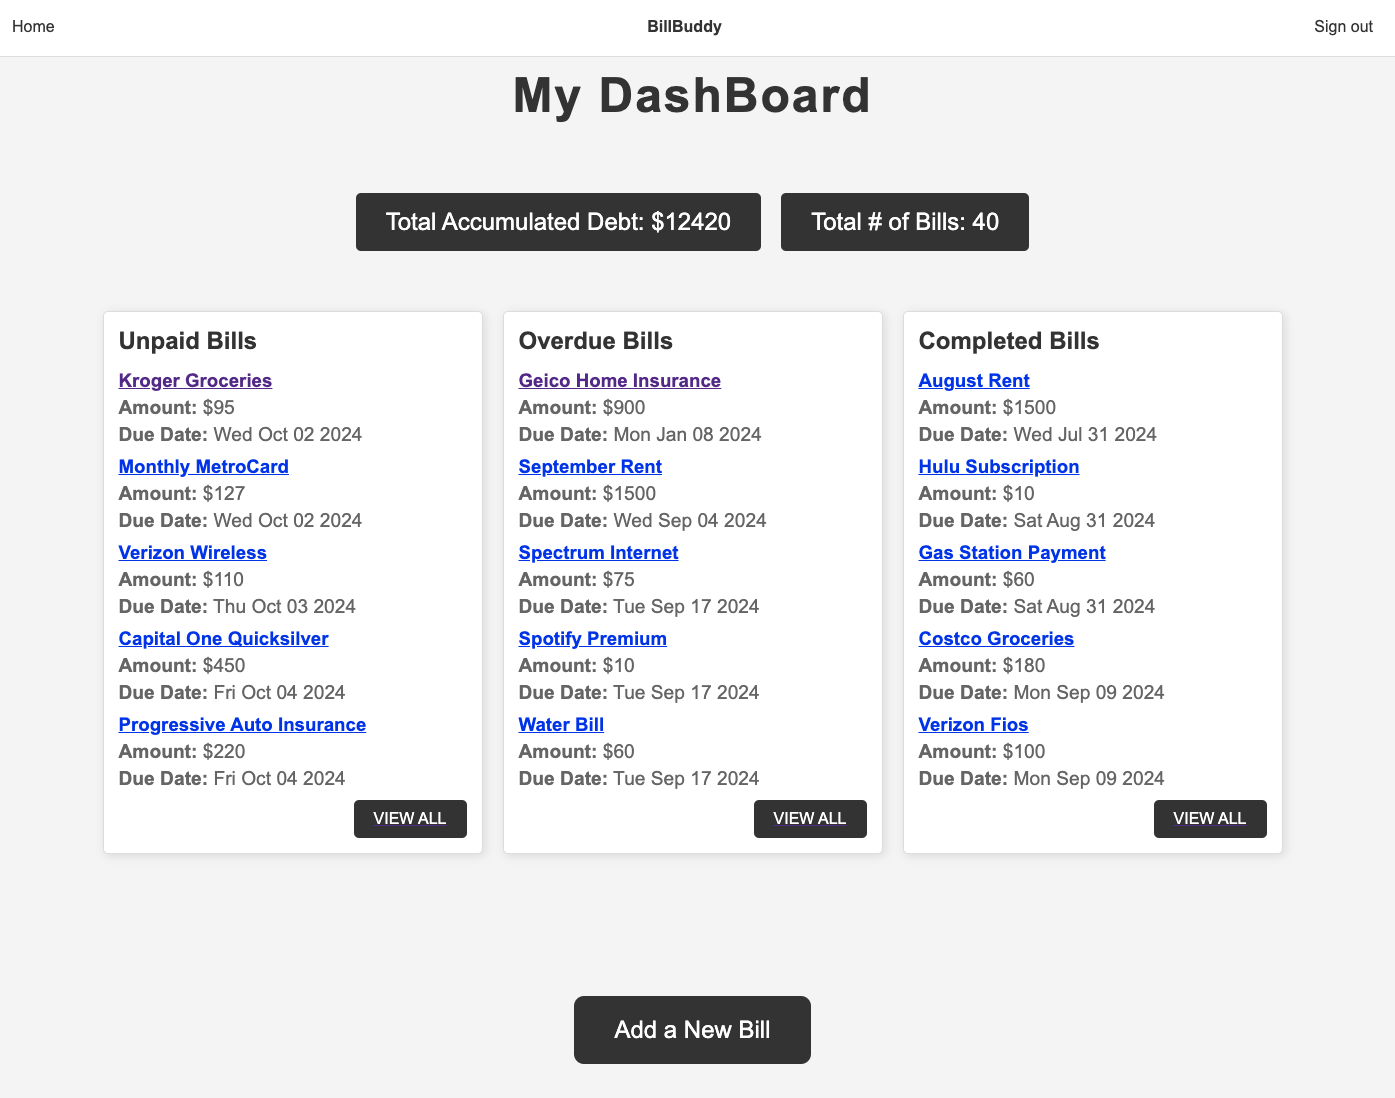 Home
BillBuddy
Sign out
My DashBoard
Total Accumulated Debt: $12420
Total # of Bills: 40
Unpaid Bills
Kroger Groceries
Amount: $95
Due Date: Wed Oct 02 2024
Monthly MetroCard
Amount: $127
Due Date: Wed Oct 02 2024
Verizon Wireless
Amount: $110
Due Date: Thu Oct 03 2024
Capital One Quicksilver
Amount: $450
Due Date: Fri Oct 04 2024
Progressive Auto Insurance
Amount: $220
Due Date: Fri Oct 04 2024
VIEW ALL
Overdue Bills
Geico Home Insurance
Amount: $900
Due Date: Mon Jan 08 2024
September Rent
Amount: $1500
Due Date: Wed Sep 04 2024
Spectrum Internet
Amount: $75
Due Date: Tue Sep 17 2024
Spotify Premium
Amount: $10
Due Date: Tue Sep 17 2024
Water Bill
Amount: $60
Due Date: Tue Sep 17 2024
VIEW ALL
Completed Bills
August Rent
Amount: $1500
Due Date: Wed Jul 31 2024
Hulu Subscription
Amount: $10
Due Date: Sat Aug 31 2024
Gas Station Payment
Amount: $60
Due Date: Sat Aug 31 2024
Costco Groceries
Amount: $180
Due Date: Mon Sep 09 2024
Verizon Fios
Amount: $100
Due Date: Mon Sep 09 2024
VIEW ALL
Add a New Bill